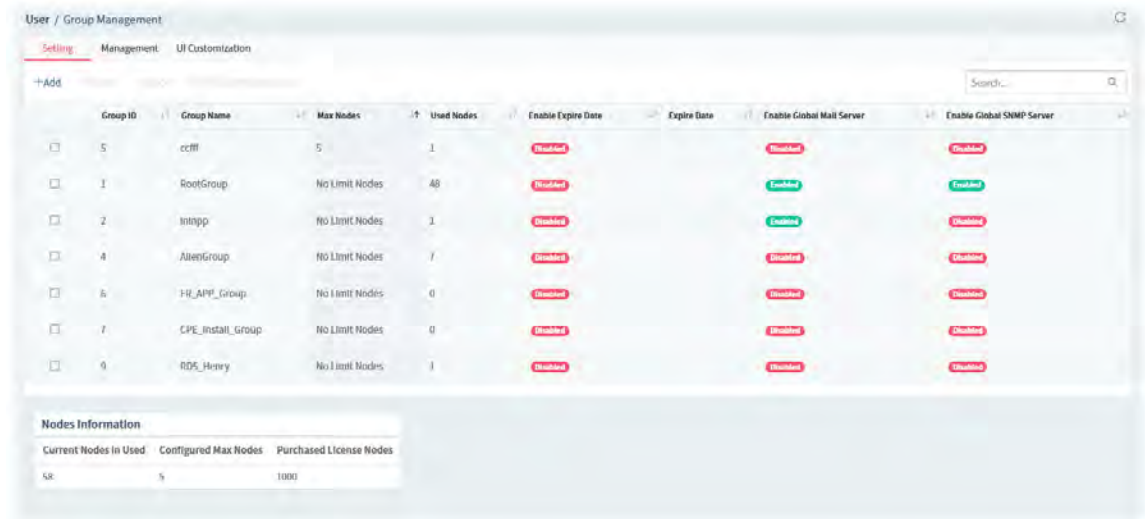 User / Group Management
Setting Management UI Customization
+Add Search...
Group ID Group Name Max Nodes Used Nodes Enable Expire Date Expire Date Enable Global Mail Server Enable Global SNMP Server
5 ccfff 5 1 Disabled Disabled Disabled
1 RootGroup No Limit Nodes 48 Disabled Enabled Enabled
2 No Limit Nodes 1 Disabled Enabled Disabled
4 No Limit Nodes 7 Disabled Disabled Disabled
6 No Limit Nodes 0 Disabled Disabled Disabled
7 CPE_Install_Group No Limit Nodes 0 Disabled Disabled Disabled
9 RD5_Henry No Limit Nodes 1 Disabled Disabled Disabled
Nodes Information
Current Nodes In Used Configured Max Nodes Purchased License Nodes
58 5 1000